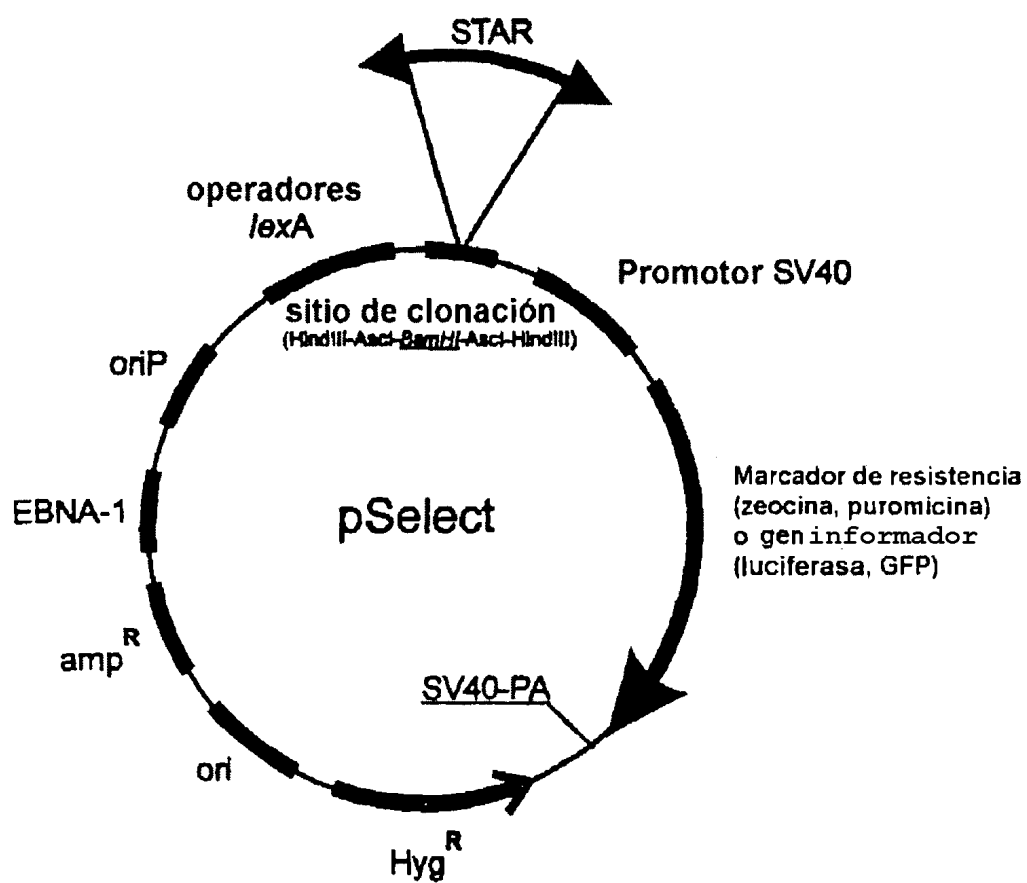 STAR
operadores
lexA
Promotor SV40
sitio de clonación
(HindIII-AscI-BamHI-AscI-HindIII)
oriP
EBNA-1
pSelect
Marcador de resistencia
(zeocina, puromicina)
o gen informador
(luciferasa, GFP)
amp^R
SV40-PA
ori
Hyg^R